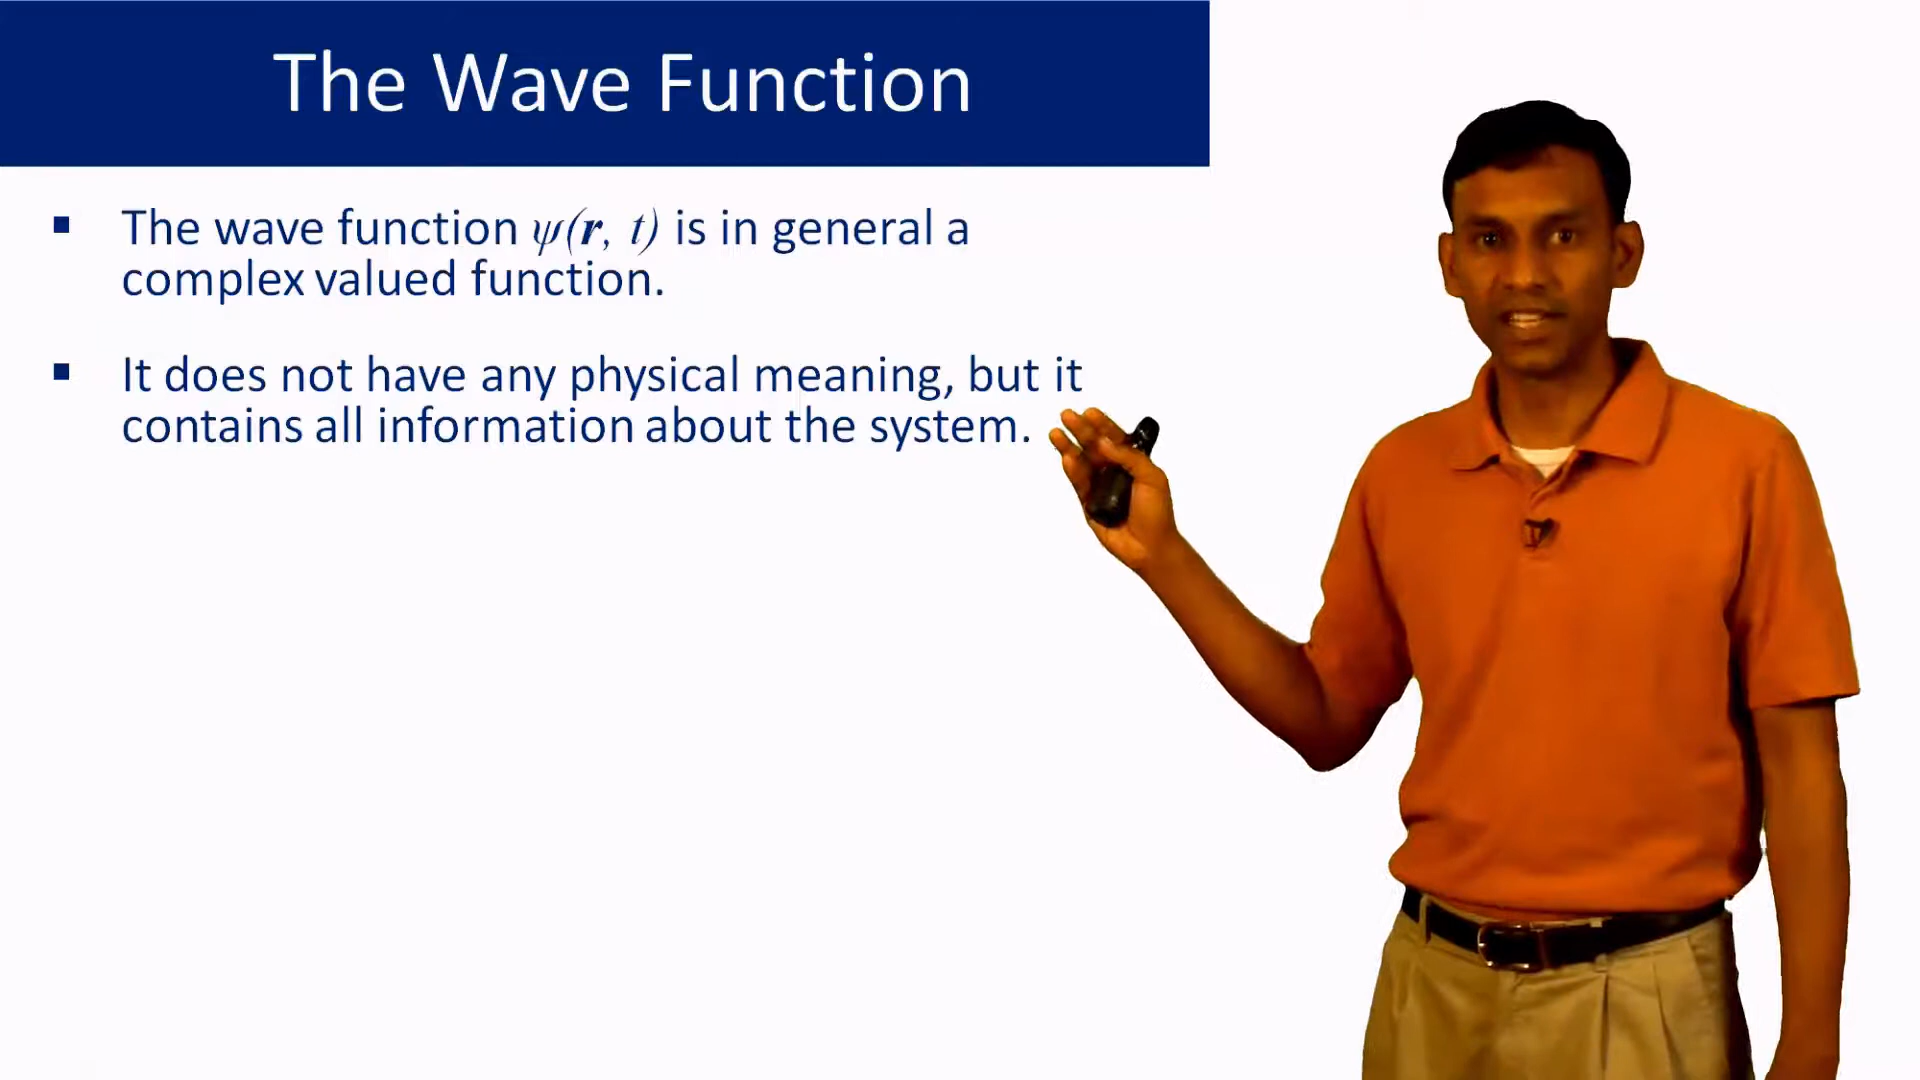 The Wave Function
▪ The wave function ψ(r, t) is in general a
complex valued function.
▪ It does not have any physical meaning, but it
contains all information about the system.